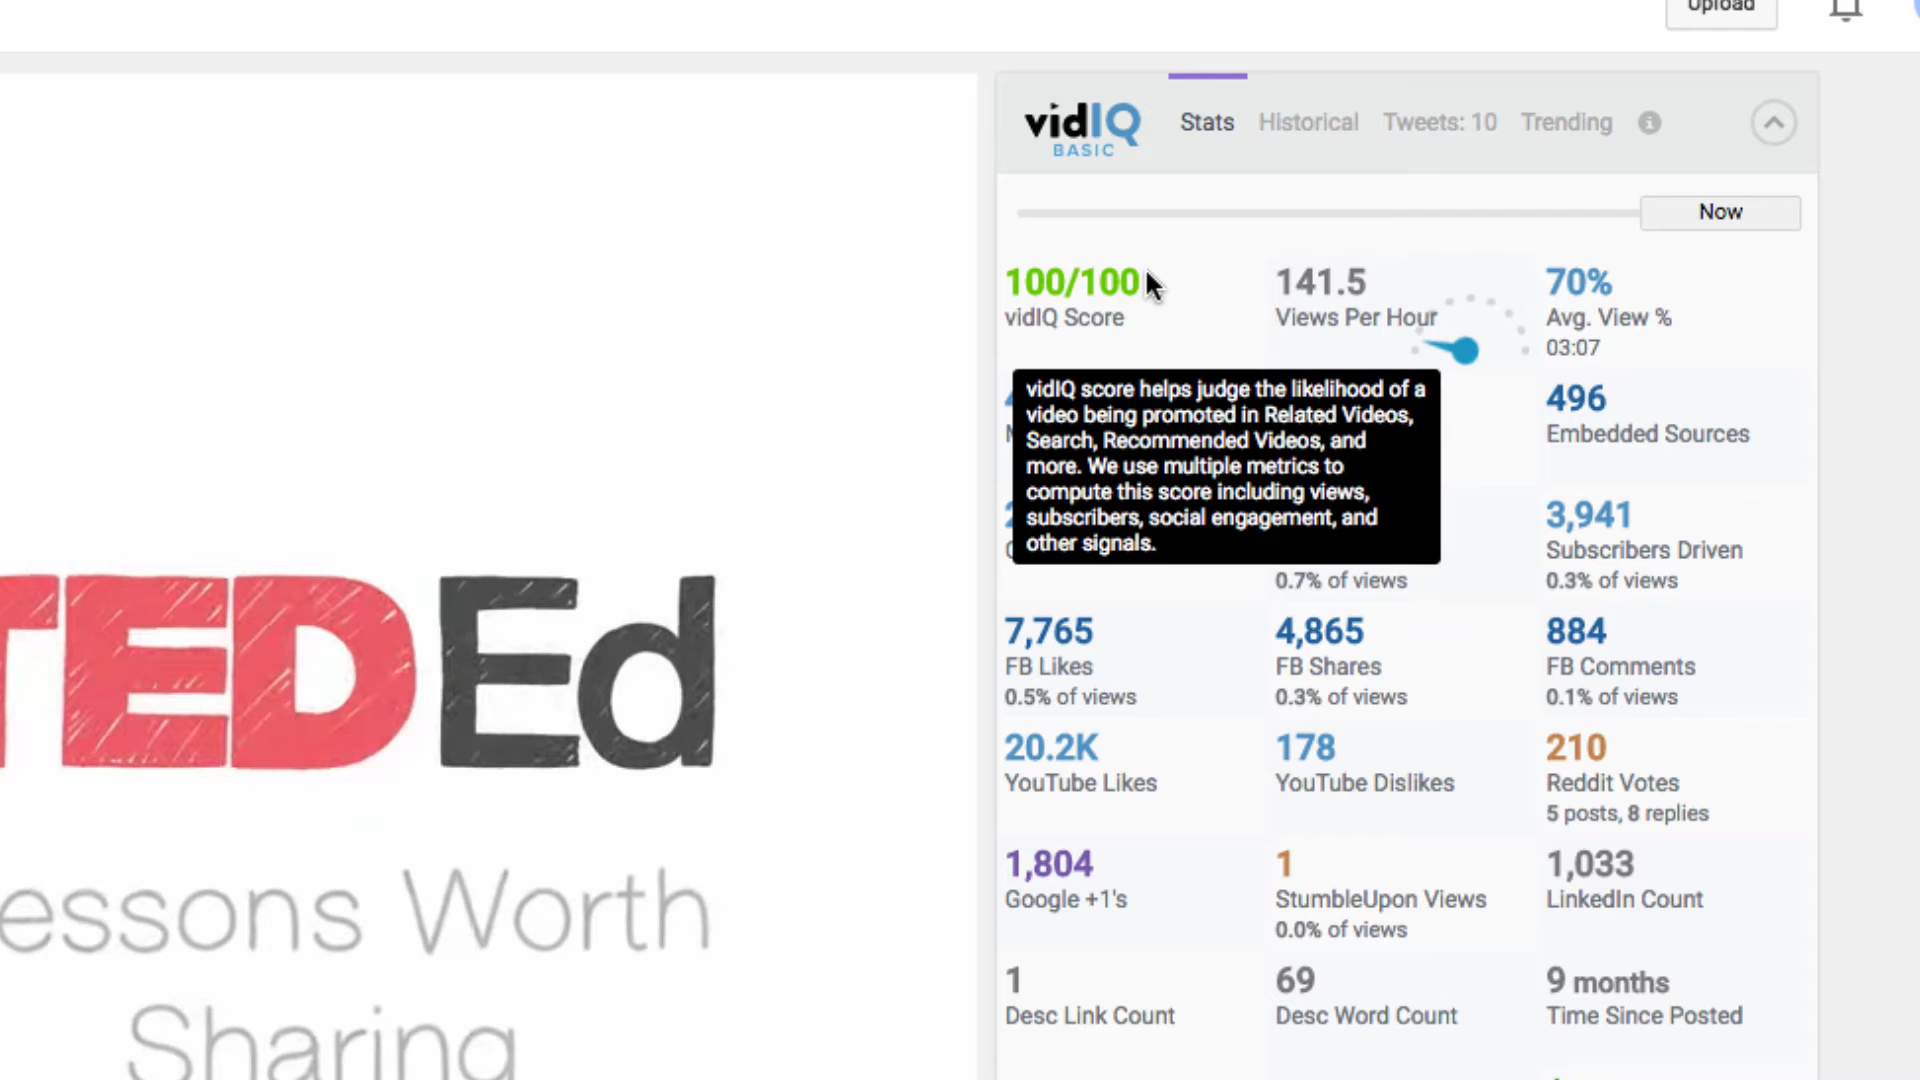 Upload
vidIQ
BASIC
Stats
Historical
Tweets: 10
Trending
Now
100/100
vidIQ Score
141.5
Views Per Hour
70%
Avg. View %
03:07
vidIQ score helps judge the likelihood of a
video being promoted in Related Videos,
Search, Recommended Videos, and
more. We use multiple metrics to
compute this score including views,
subscribers, social engagement, and
other signals.
496
Embedded Sources
0.7% of views
3,941
Subscribers Driven
0.3% of views
7,765
FB Likes
0.5% of views
4,865
FB Shares
0.3% of views
884
FB Comments
0.1% of views
20.2K
YouTube Likes
178
YouTube Dislikes
210
Reddit Votes
5 posts, 8 replies
1,804
Google +1's
1
StumbleUpon Views
0.0% of views
1,033
LinkedIn Count
1
Desc Link Count
69
Desc Word Count
9 months
Time Since Posted
TEDEd
essons Worth
Sharing